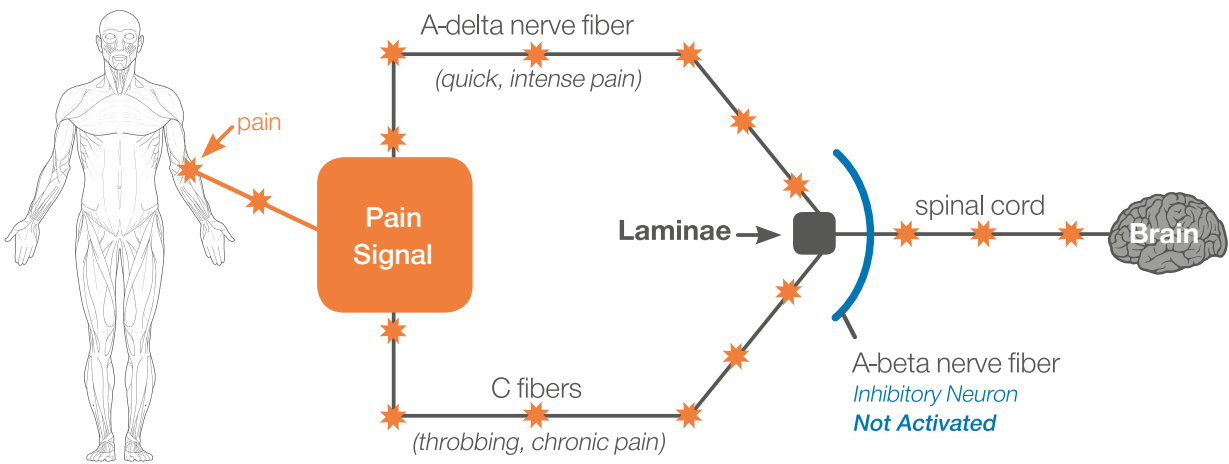 A-delta nerve fiber
(quick, intense pain)
pain
Pain
Signal
Laminae
spinal cord
Brain
A-beta nerve fiber
Inhibitory Neuron
Not Activated
C fibers
(throbbing, chronic pain)